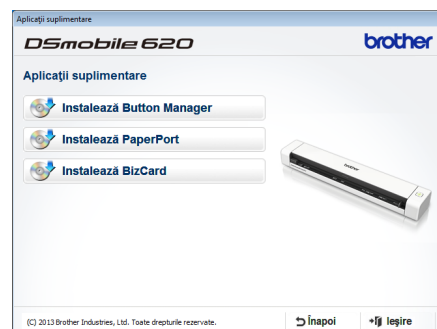 Aplicaţii suplimentare
DSmobile 620
brother
Aplicaţii suplimentare
Instalează Button Manager
Instalează PaperPort
Instalează BizCard
(C) 2013 Brother Industries, Ltd. Toate drepturile rezervate.
Înapoi
Ieşire